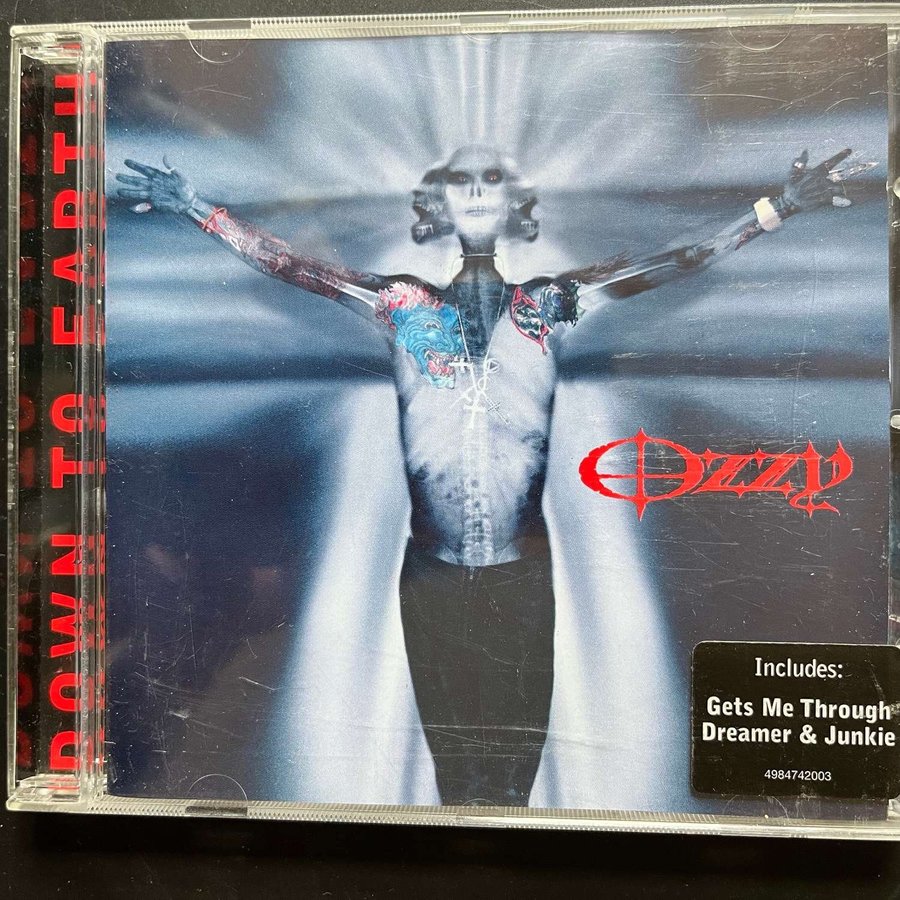 DOWN TO EARTH
Ozzy
Includes:
Gets Me Through
Dreamer & Junkie
4984742003